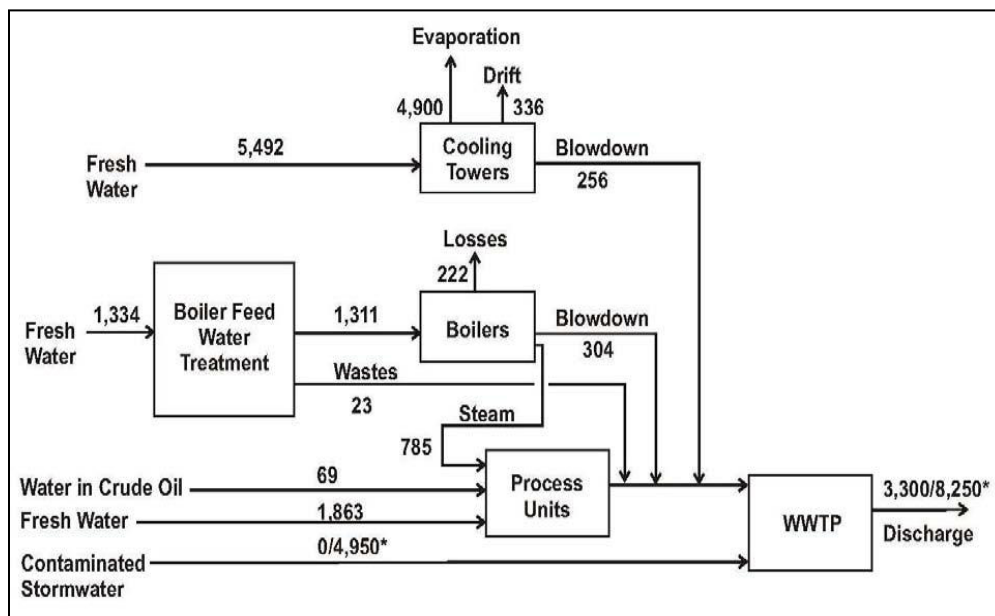 Evaporation
Drift
4,900
336
5,492
Cooling
Towers
Blowdown
256
Fresh
Water
Losses
222
1,334
Boiler Feed
Water
Treatment
1,311
Boilers
Blowdown
304
Fresh
Water
Wastes
23
Steam
785
Water in Crude Oil
69
Process
Units
3,300/8,250*
Fresh Water
1,863
WWTP
Discharge
0/4,950*
Contaminated
Stormwater